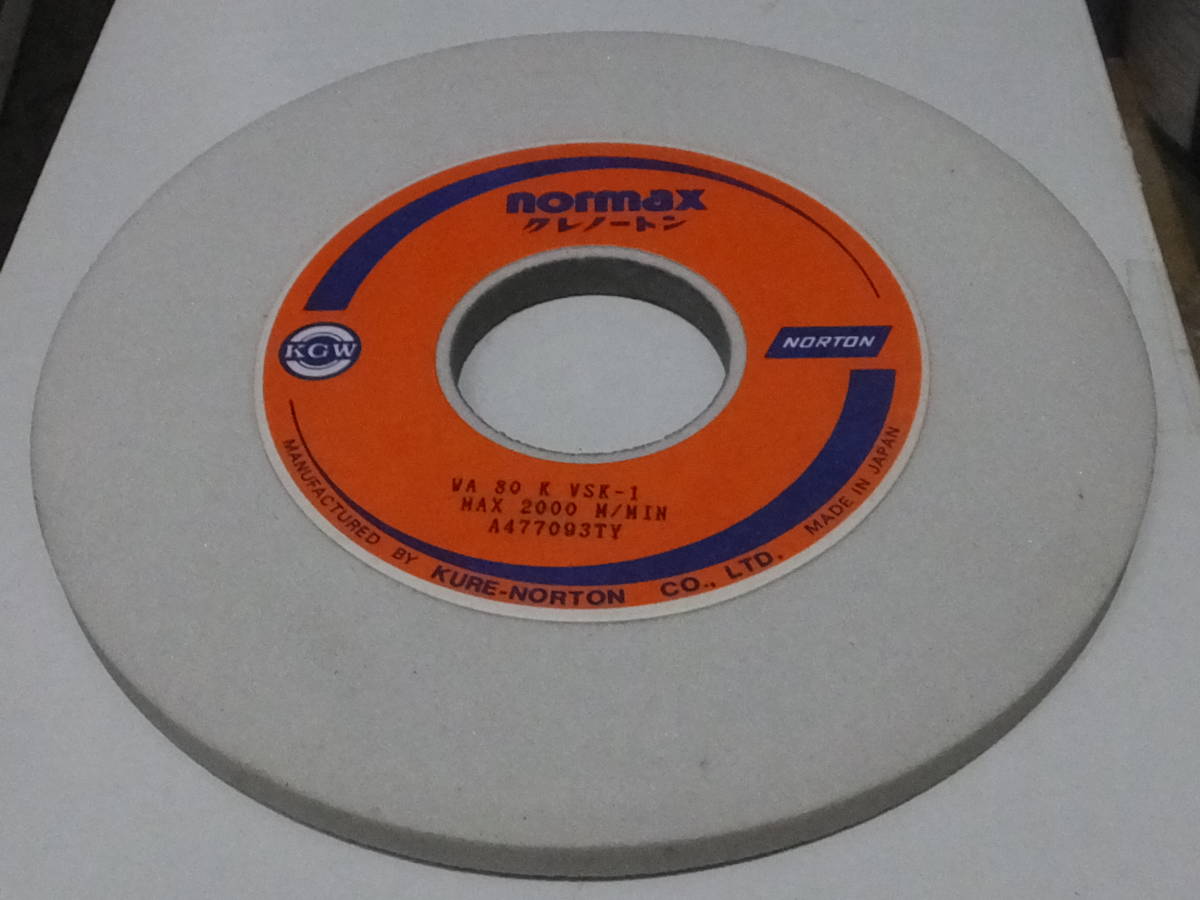 normax
クレノートン
KGW
NORTON
WA 80 K VSK-1
MAX 2000 M/MIN
A477093TY
MANUFACTURED BY KURE-NORTON CO., LTD. MADE IN JAPAN